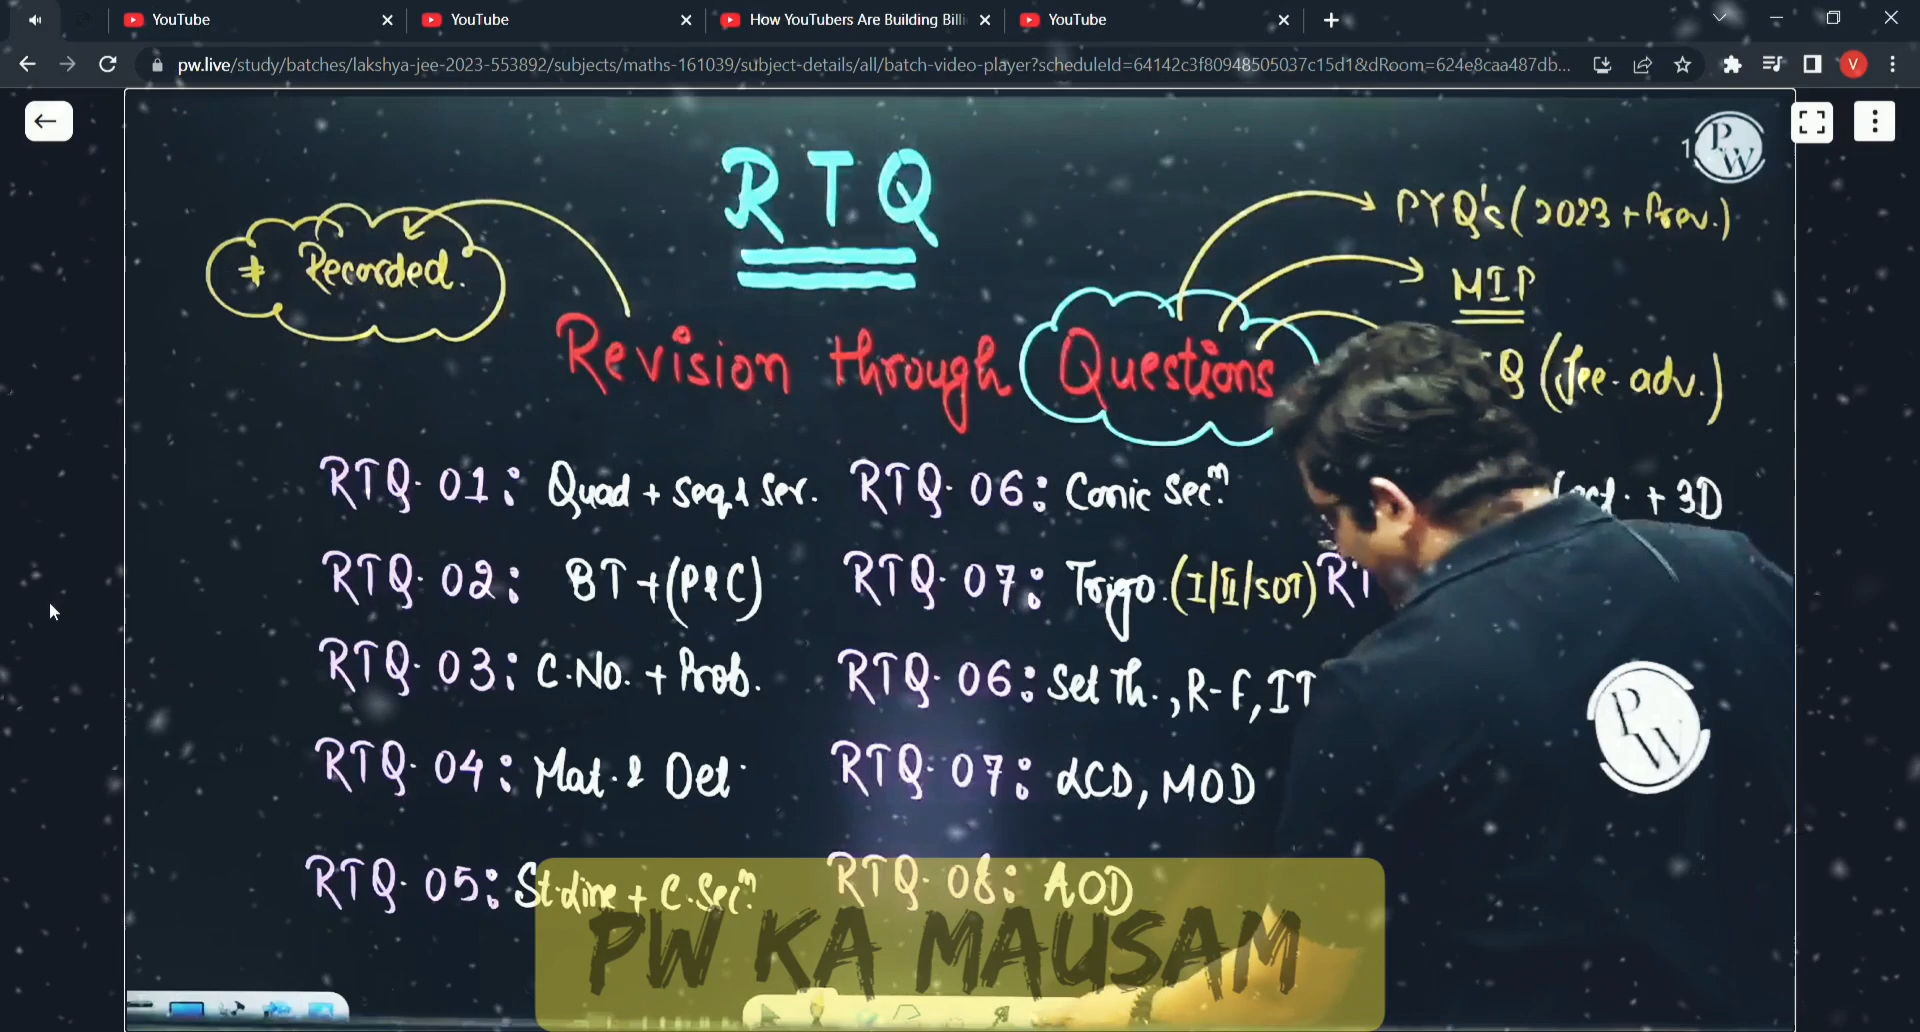 YouTube
YouTube
How YouTubers Are Building Billi
YouTube
pw.live/study/batches/lakshya-jee-2023-553892/subjects/maths-161039/subject-details/all/batch-video-player?scheduleId=64142c3f80948505037c15d1&dRoom=624e8caa487db...
V
RTQ
1
PW
PYQ's (2023 + Prev.)
* Recorded.
MIP
Revision through Questions
Q (Jee-adv.)
RTQ-01: Quad + Seq & Ser.
RTQ-06: Conic Secⁿ.
+ 3D
RTQ-02: BT + (P&C)
RTQ-07: Trigo. (I/II/SOT)
RTQ-03: C.No. + Prob.
RTQ-06: Set Th., R-F, IT
RTQ-04: Mat. & Det.
RTQ-07: LCD, MOD
PW
RTQ-05: St.Line + C.Secⁿ.
RTQ-08: AOD
PW KA MAUSAM